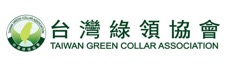 台灣綠領協會
TAIWAN GREEN COLLAR ASSOCIATION